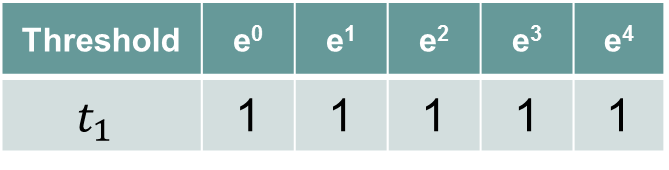 Threshold e⁰ e¹ e² e³ e⁴
t₁ 1 1 1 1 1